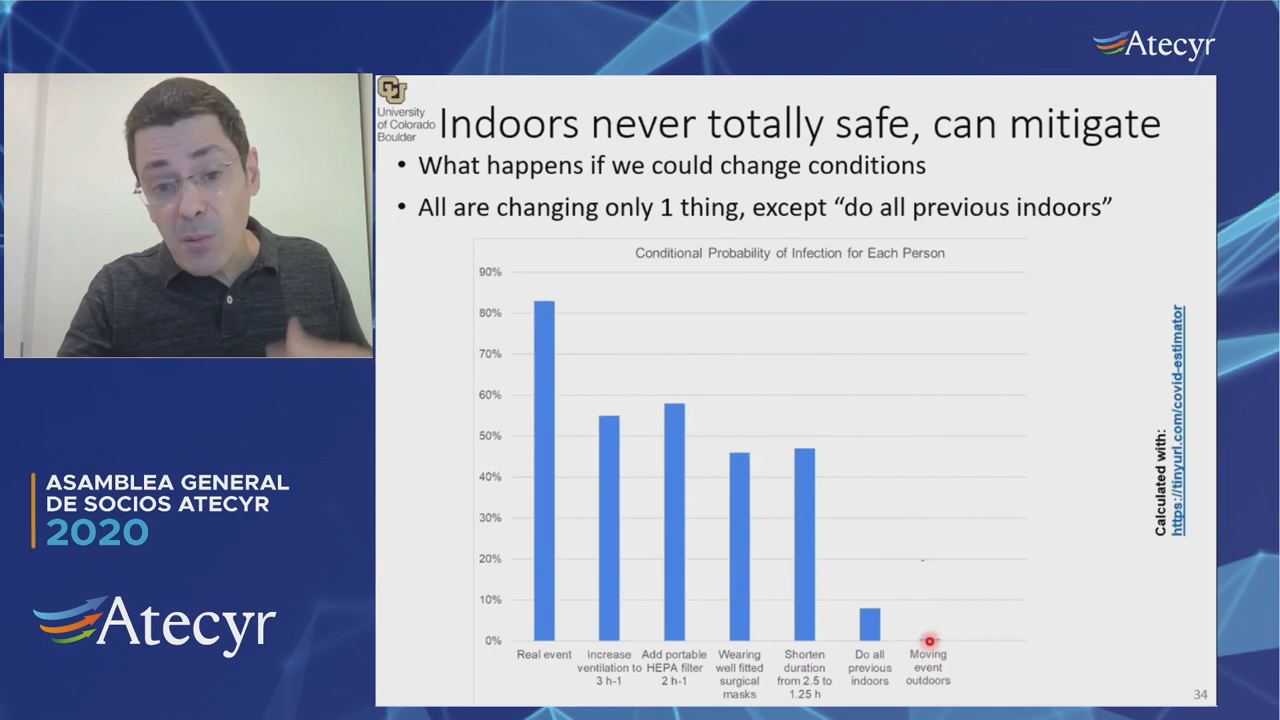 Atecyr
CU
University
of Colorado
Boulder
Indoors never totally safe, can mitigate
• What happens if we could change conditions
• All are changing only 1 thing, except “do all previous indoors”
Conditional Probability of Infection for Each Person
90%
80%
70%
60%
50%
40%
30%
20%
10%
0%
Real event
Increase
ventilation to
3 h-1
Add portable
HEPA filter
2 h-1
Wearing
well fitted
surgical
masks
Shorten
duration
from 2.5 to
1.25 h
Do all
previous
indoors
Moving
event
outdoors
Calculated with:
https://tinyurl.com/covid-estimator
34
ASAMBLEA GENERAL
DE SOCIOS ATECYR
2020
Atecyr